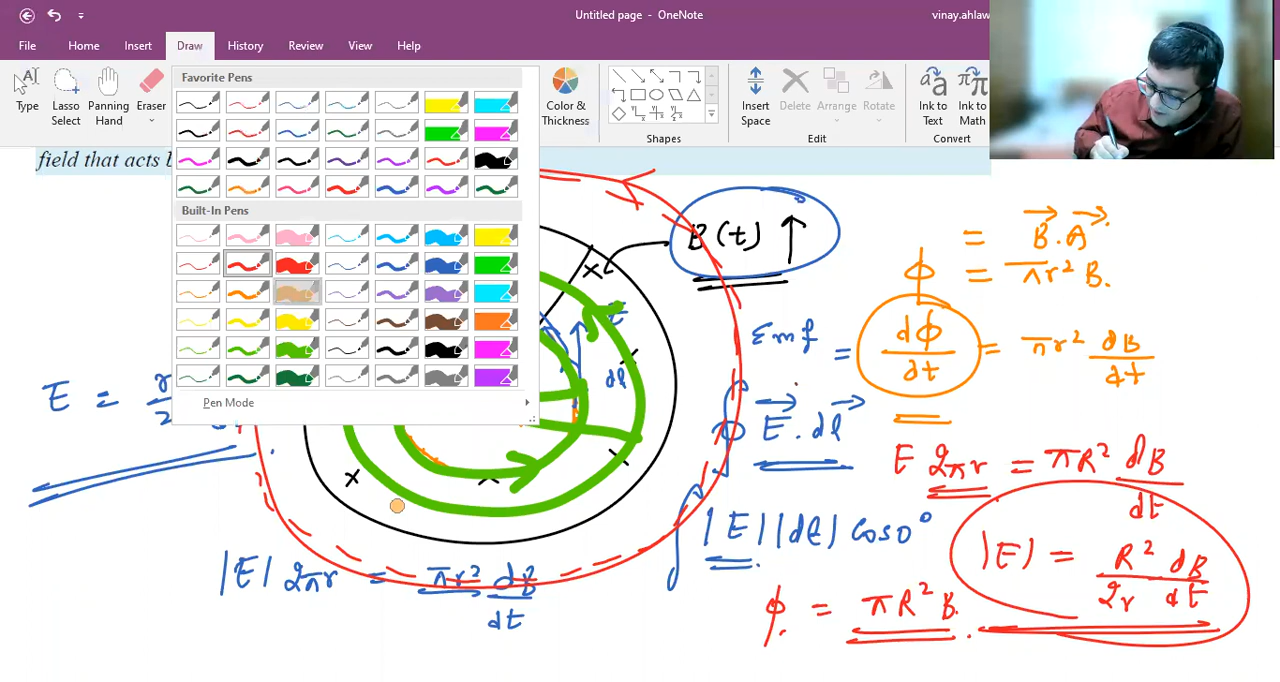 Untitled page - OneNote
vinay.ahlaw
File Home Insert Draw History Review View Help
Type
Lasso Select
Panning Hand
Eraser
Favorite Pens
Built-In Pens
Pen Mode
Color & Thickness
Shapes
Insert Space
Delete
Arrange
Rotate
Edit
Ink to Text
Ink to Math
Convert
field that acts b
B(t) ↑
= B⃗ . A⃗
ϕ = πr² B.
Emf = dϕ/dt = πr² dB/dt
E =
dl
∮ E⃗ . dl⃗
E 2πr = πR² dB/dt
|E| |dl| Cos0°
|E| = R²/2r dB/dt
|E| 2πr = πr² dB/dt
ϕ = πR² B.